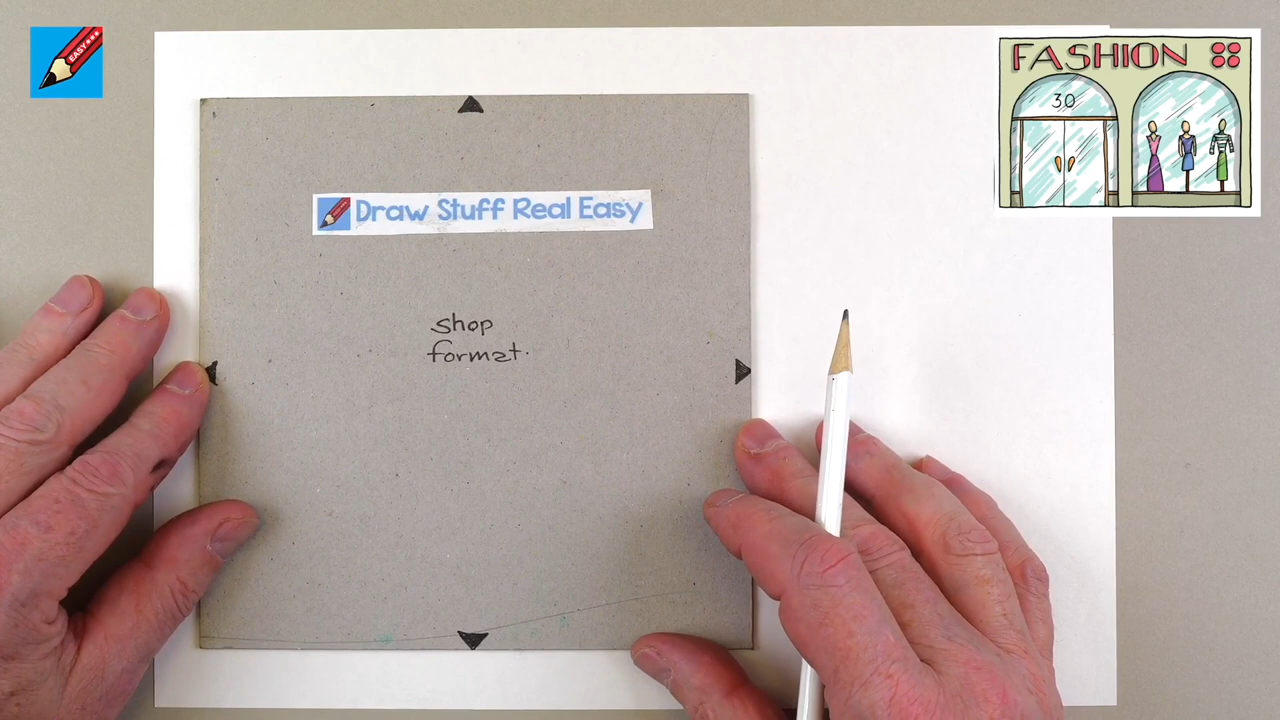 EASY
FASHION
30
Draw Stuff Real Easy
shop
format.